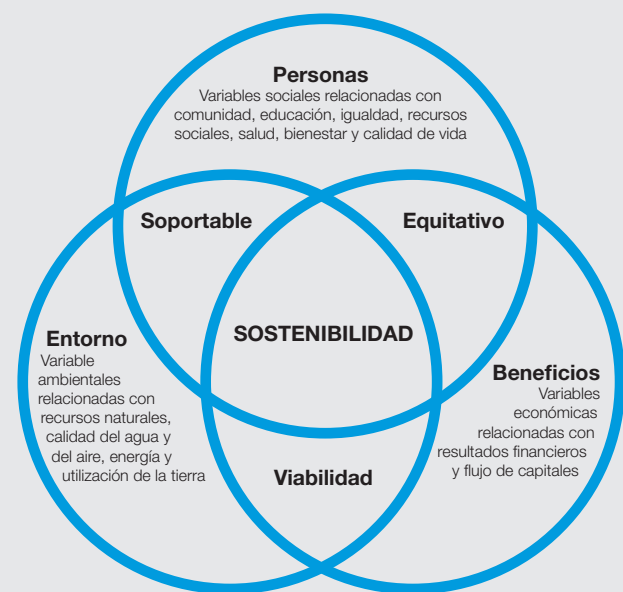 Personas
Variables sociales relacionadas con
comunidad, educación, igualdad, recursos
sociales, salud, bienestar y calidad de vida
Soportable
Equitativo
SOSTENIBILIDAD
Entorno
Variable
ambientales
relacionadas con
recursos naturales,
calidad del agua y
del aire, energía y
utilización de la tierra
Beneficios
Variables
económicas
relacionadas con
resultados financieros
y flujo de capitales
Viabilidad